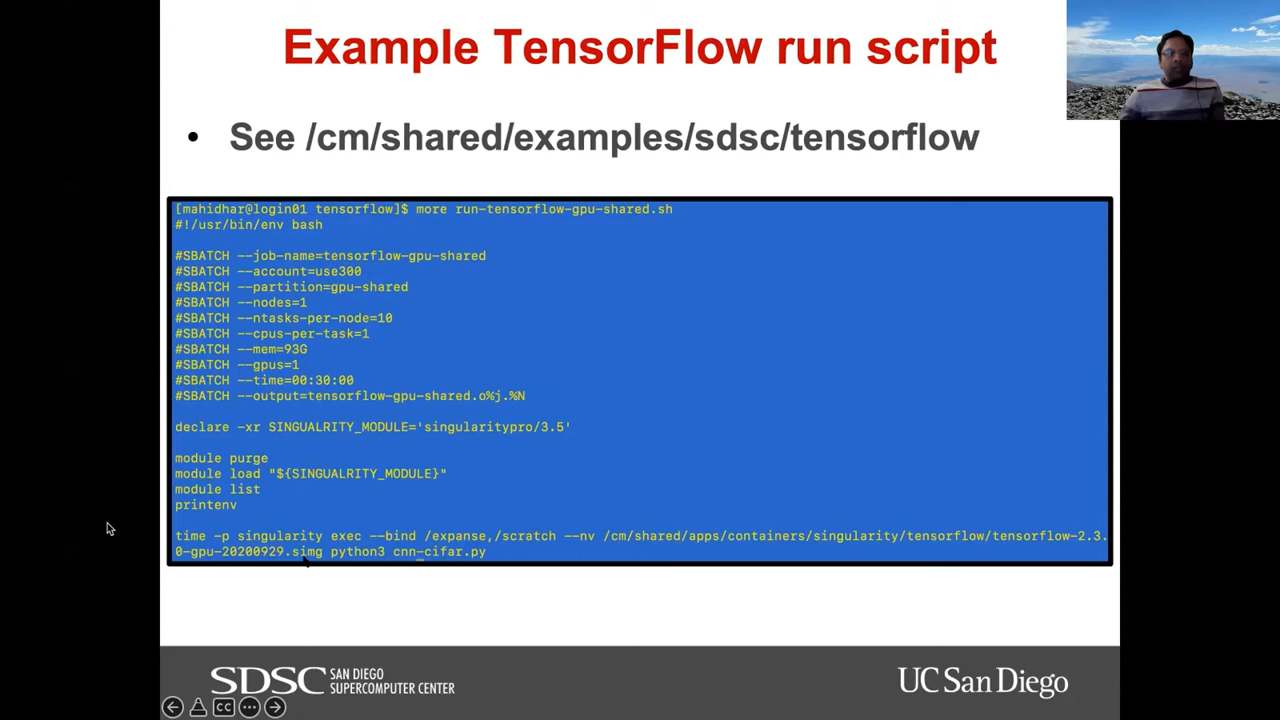 Example TensorFlow run script
• See /cm/shared/examples/sdsc/tensorflow
[mahidhar@login01 tensorflow]$ more run-tensorflow-gpu-shared.sh
#!/usr/bin/env bash
#SBATCH --job-name=tensorflow-gpu-shared
#SBATCH --account=use300
#SBATCH --partition=gpu-shared
#SBATCH --nodes=1
#SBATCH --ntasks-per-node=10
#SBATCH --cpus-per-task=1
#SBATCH --mem=93G
#SBATCH --gpus=1
#SBATCH --time=00:30:00
#SBATCH --output=tensorflow-gpu-shared.o%j.%N
declare -xr SINGUALRITY_MODULE='singularitypro/3.5'
module purge
module load "${SINGUALRITY_MODULE}"
module list
printenv
time -p singularity exec --bind /expanse,/scratch --nv /cm/shared/apps/containers/singularity/tensorflow/tensorflow-2.3.
0-gpu-20200929.simg python3 cnn-cifar.py
SDSC SAN DIEGO
SUPERCOMPUTER CENTER
UC San Diego
CC